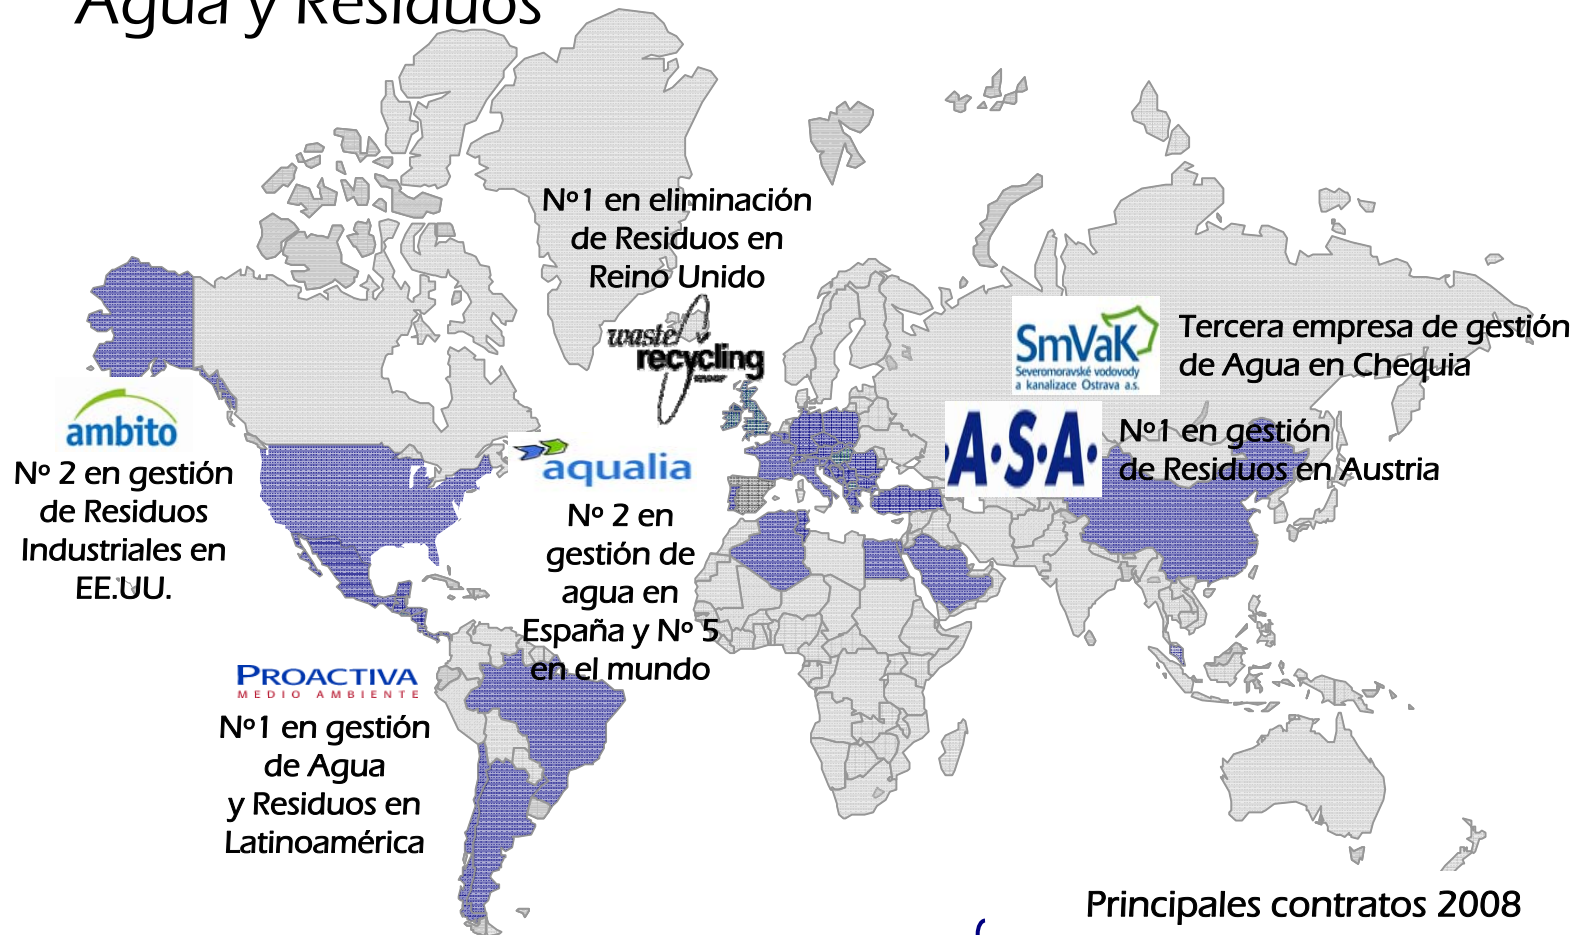 Agua y Residuos
Nº1 en eliminación
de Residuos en
Reino Unido
waste
recycling
GROUP
SmVaK
Severomoravské vodovody
a kanalizace Ostrava a.s.
Tercera empresa de gestión
de Agua en Chequia
A·S·A·
Nº1 en gestión
de Residuos en Austria
ambito
Nº 2 en gestión
de Residuos
Industriales en
EE.UU.
aqualia
Nº 2 en
gestión de
agua en
España y Nº 5
en el mundo
PROACTIVA
MEDIO AMBIENTE
Nº1 en gestión
de Agua
y Residuos en
Latinoamérica
Principales contratos 2008